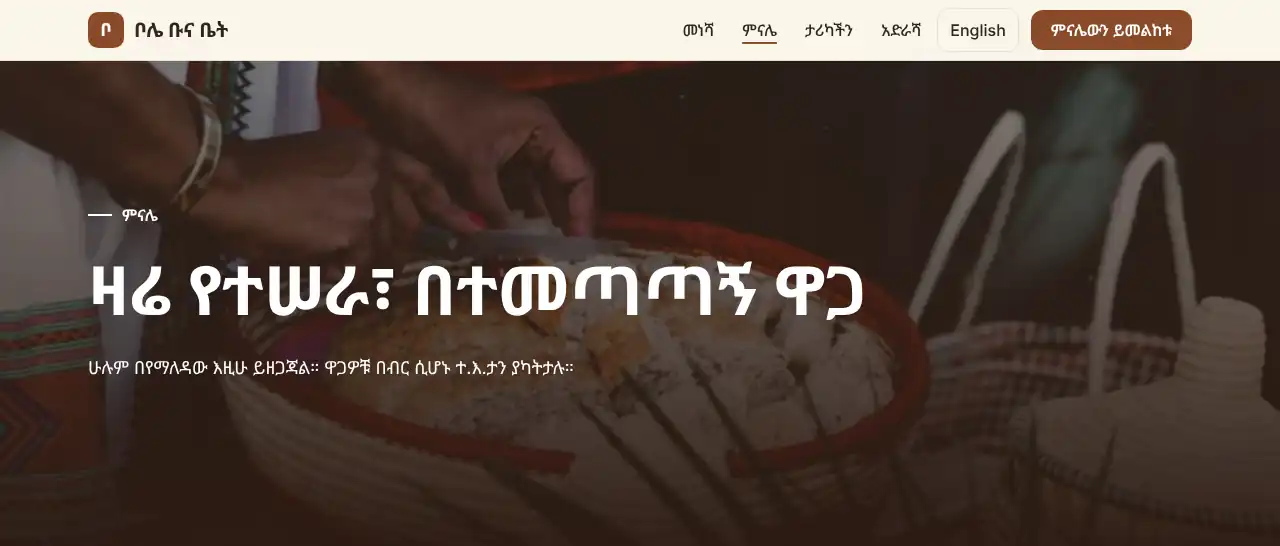 ቦ
ቦሌ ቡና ቤት
መነሻ
ምናሌ
ታሪካችን
አድራሻ
English
ምናሌውን ይመልከቱ
ምናሌ
ዛሬ የተሠራ፣ በተመጣጣኝ ዋጋ
ሁሉም በየማለዳው እዚሁ ይዘጋጃል። ዋጋዎቹ በብር ሲሆኑ ተ.እ.ታን ያካትታሉ።